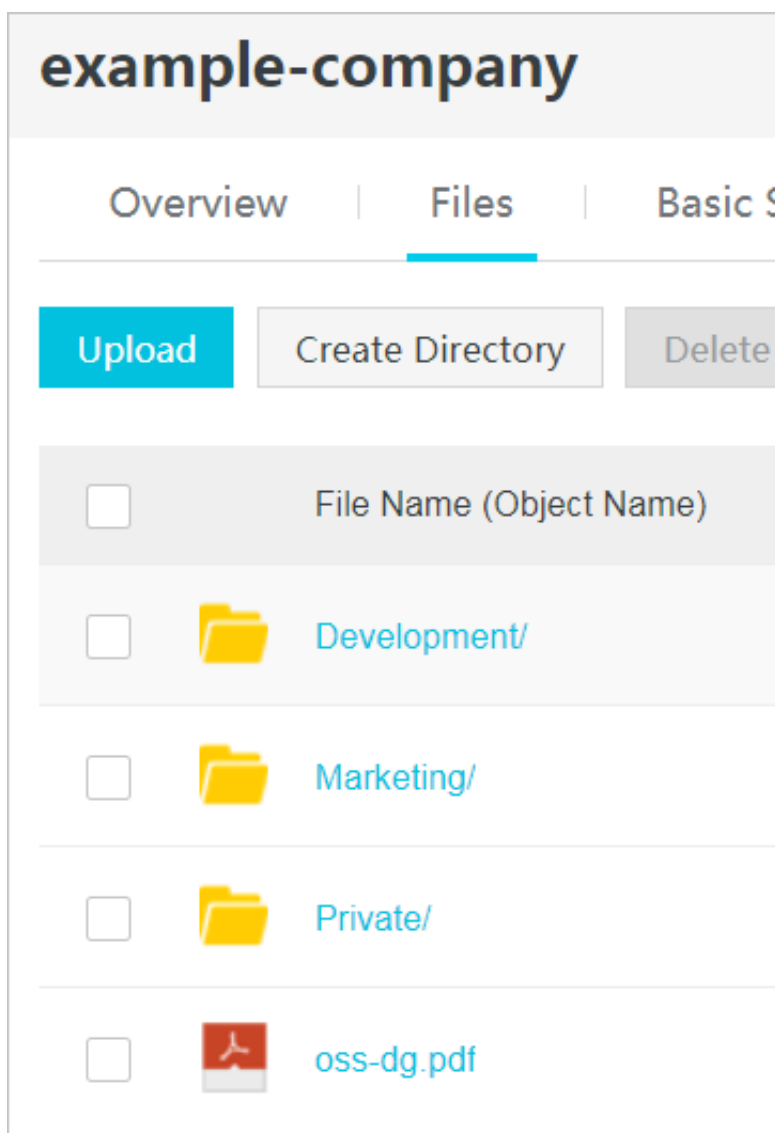 example-company
Overview Files Basic S
Upload Create Directory Delete
File Name (Object Name)
Development/
Marketing/
Private/
oss-dg.pdf